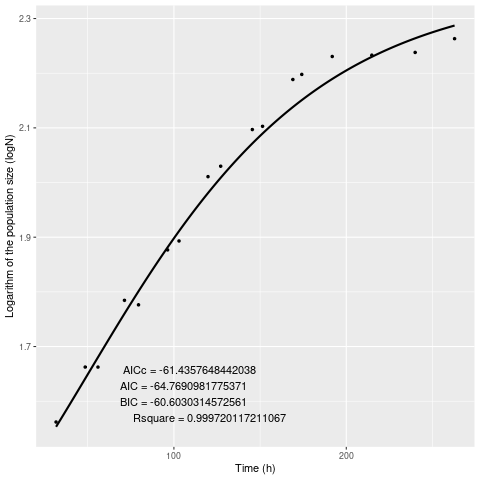 2.3
2.1
1.9
1.7
Logarithm of the population size (logN)
AICc = -61.4357648442038
AIC = -64.7690981775371
BIC = -60.6030314572561
Rsquare = 0.999720117211067
100
200
Time (h)